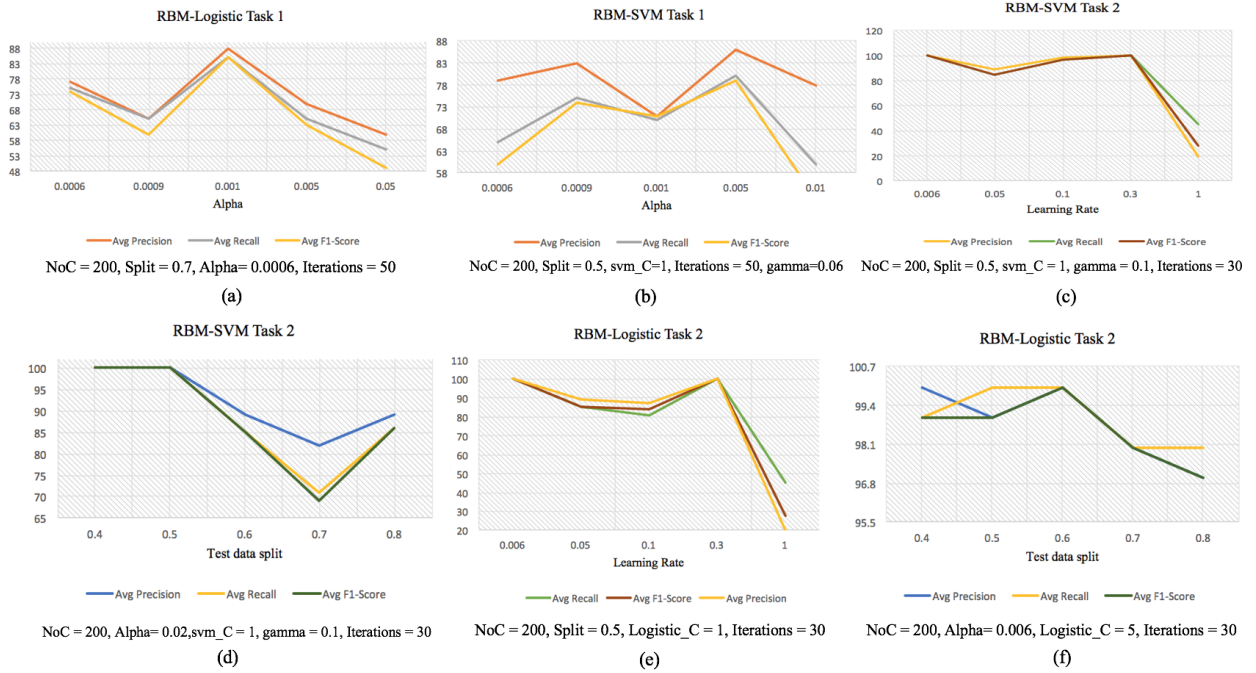 RBM-Logistic Task 1
88
83
78
73
68
63
58
53
48
0.0006 0.0009 0.001 0.005 0.05
Alpha
Avg Precision Avg Recall Avg F1-Score
NoC = 200, Split = 0.7, Alpha= 0.0006, Iterations = 50
(a)
RBM-SVM Task 1
88
83
78
73
68
63
58
0.0006 0.0009 0.001 0.005 0.01
Alpha
Avg Precision Avg Recall Avg F1-Score
NoC = 200, Split = 0.5, svm_C=1, Iterations = 50, gamma=0.06
(b)
RBM-SVM Task 2
120
100
80
60
40
20
0
0.006 0.05 0.1 0.3 1
Learning Rate
Avg Precision Avg Recall Avg F1-Score
NoC = 200, Split = 0.5, svm_C = 1, gamma = 0.1, Iterations = 30
(c)
RBM-SVM Task 2
100
95
90
85
80
75
70
65
0.4 0.5 0.6 0.7 0.8
Test data split
Avg Precision Avg Recall Avg F1-Score
NoC = 200, Alpha= 0.02,svm_C = 1, gamma = 0.1, Iterations = 30
(d)
RBM-Logistic Task 2
110
100
90
80
70
60
50
40
30
20
0.006 0.05 0.1 0.3 1
Learning Rate
Avg Recall Avg F1-Score Avg Precision
NoC = 200, Split = 0.5, Logistic_C = 1, Iterations = 30
(e)
RBM-Logistic Task 2
100.7
99.4
98.1
96.8
95.5
0.4 0.5 0.6 0.7 0.8
Test data split
Avg Precision Avg Recall Avg F1-Score
NoC = 200, Alpha= 0.006, Logistic_C = 5, Iterations = 30
(f)